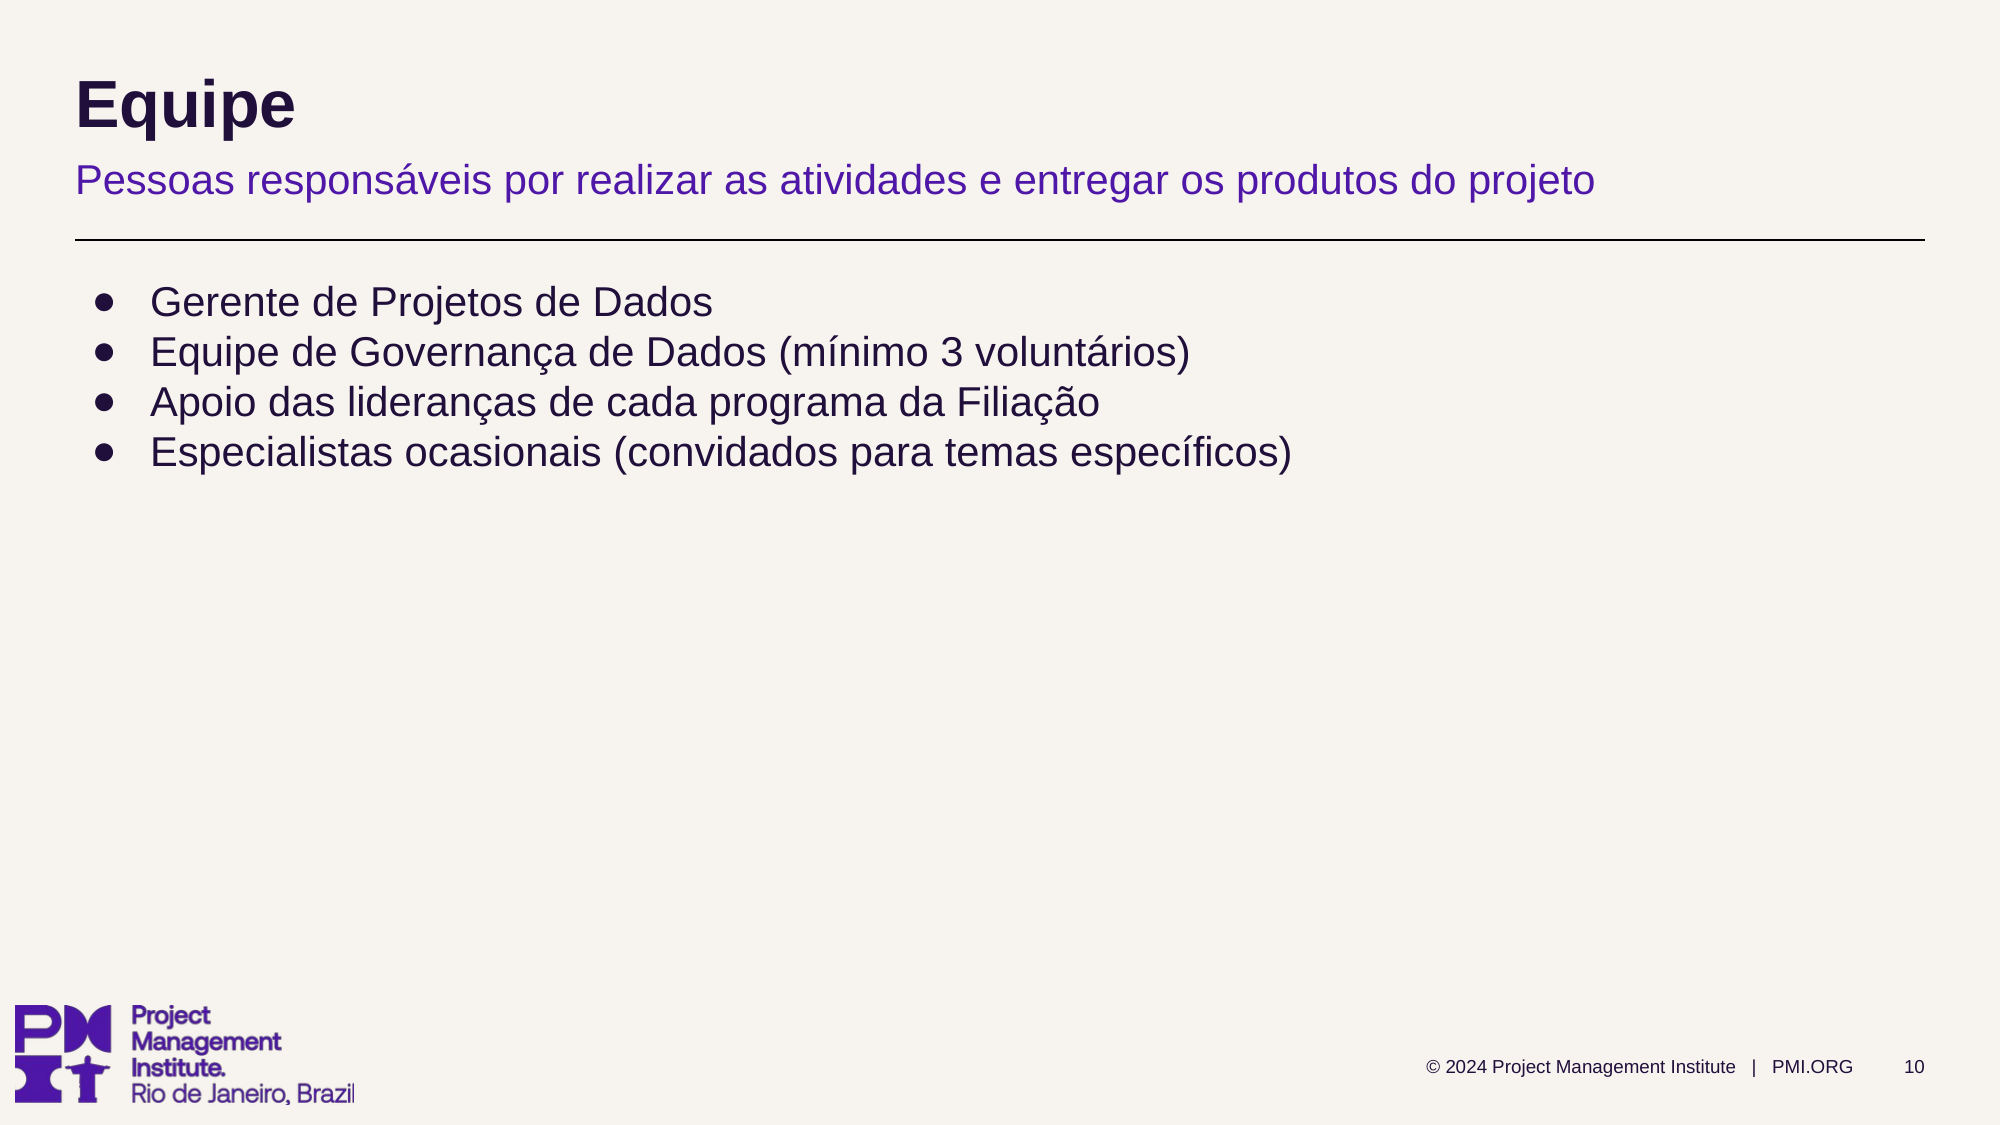 Equipe
Pessoas responsáveis por realizar as atividades e entregar os produtos do projeto
● Gerente de Projetos de Dados
● Equipe de Governança de Dados (mínimo 3 voluntários)
● Apoio das lideranças de cada programa da Filiação
● Especialistas ocasionais (convidados para temas específicos)
Project
Management
Institute.
Rio de Janeiro, Brazil
© 2024 Project Management Institute | PMI.ORG 10